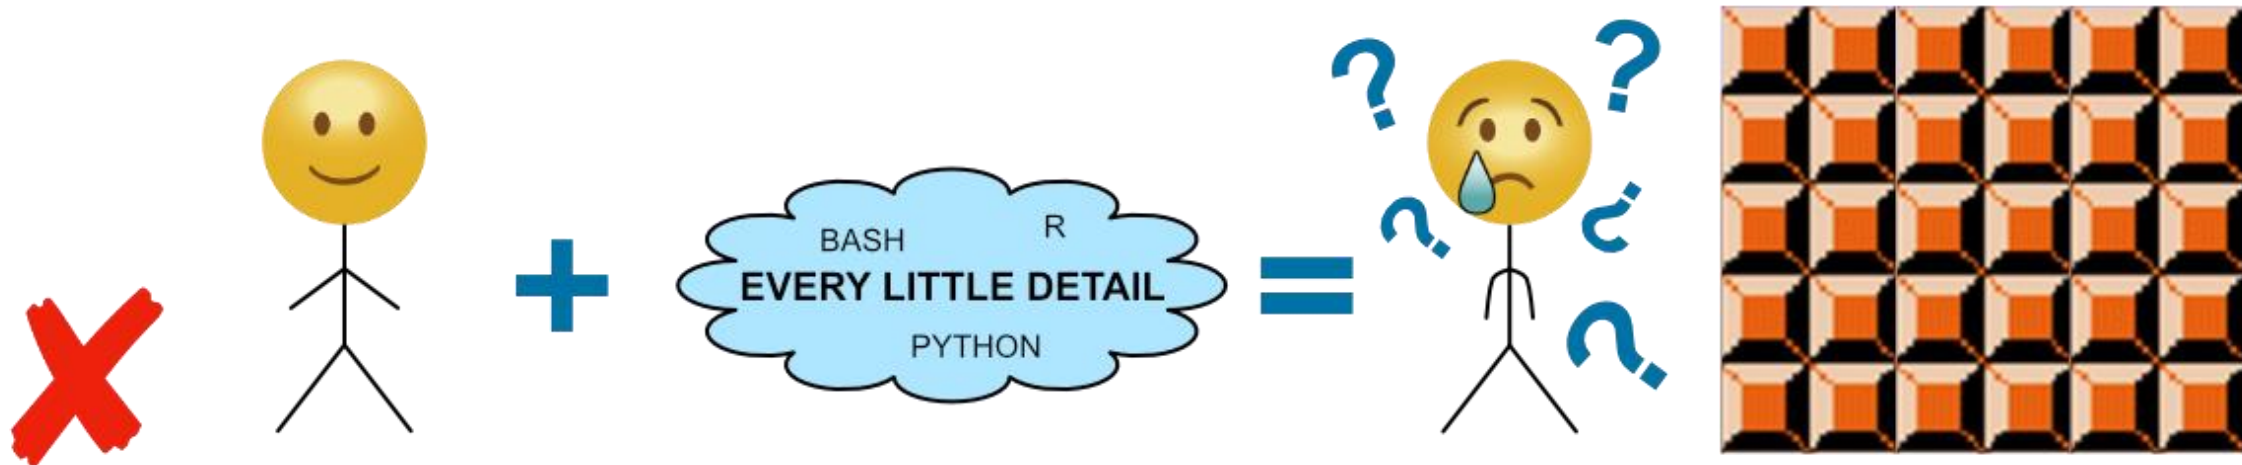 BASH
R
EVERY LITTLE DETAIL
PYTHON
+
=
?
?
?
?
?